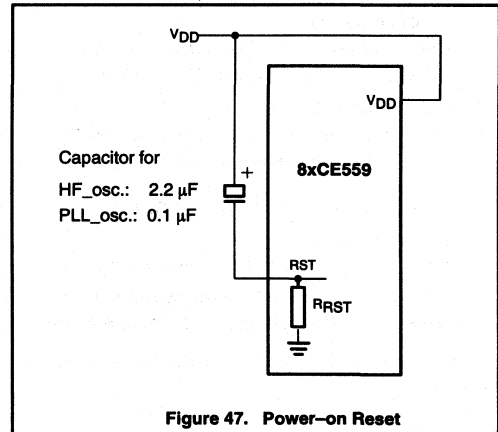 VDD
VDD
8xCE559
Capacitor for
+
HF_osc.: 2.2 µF
PLL_osc.: 0.1 µF
RST
RRST
Figure 47. Power–on Reset